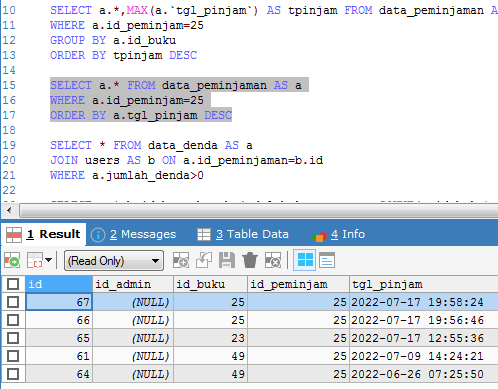 10 SELECT a.*,MAX(a.`tgl_pinjam`) AS tpinjam FROM data_peminjaman A
11 WHERE a.id_peminjam=25
12 GROUP BY a.id_buku
13 ORDER BY tpinjam DESC
14
15 SELECT a.* FROM data_peminjaman AS a
16 WHERE a.id_peminjam=25
17 ORDER BY a.tgl_pinjam DESC
18
19 SELECT * FROM data_denda AS a
20 JOIN users AS b ON a.id_peminjaman=b.id
21 WHERE a.jumlah_denda>0
22
1 Result 2 Messages 3 Table Data 4 Info
(Read Only)
id id_admin id_buku id_peminjam tgl_pinjam
67 (NULL) 25 25 2022-07-17 19:58:24
66 (NULL) 25 25 2022-07-17 19:56:46
65 (NULL) 23 25 2022-07-17 12:55:36
61 (NULL) 49 25 2022-07-09 14:24:21
64 (NULL) 49 25 2022-06-26 07:25:50